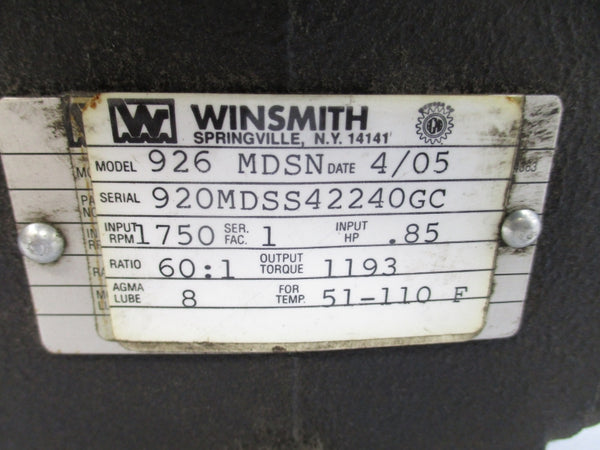 W WINSMITH
SPRINGVILLE, N.Y. 14141
MODEL 926 MDSN DATE 4/05
SERIAL 920MDSS42240GC
INPUT RPM 1750 SER. FAC. 1 INPUT HP .85
RATIO 60:1 OUTPUT TORQUE 1193
AGMA LUBE 8 FOR TEMP. 51-110 F